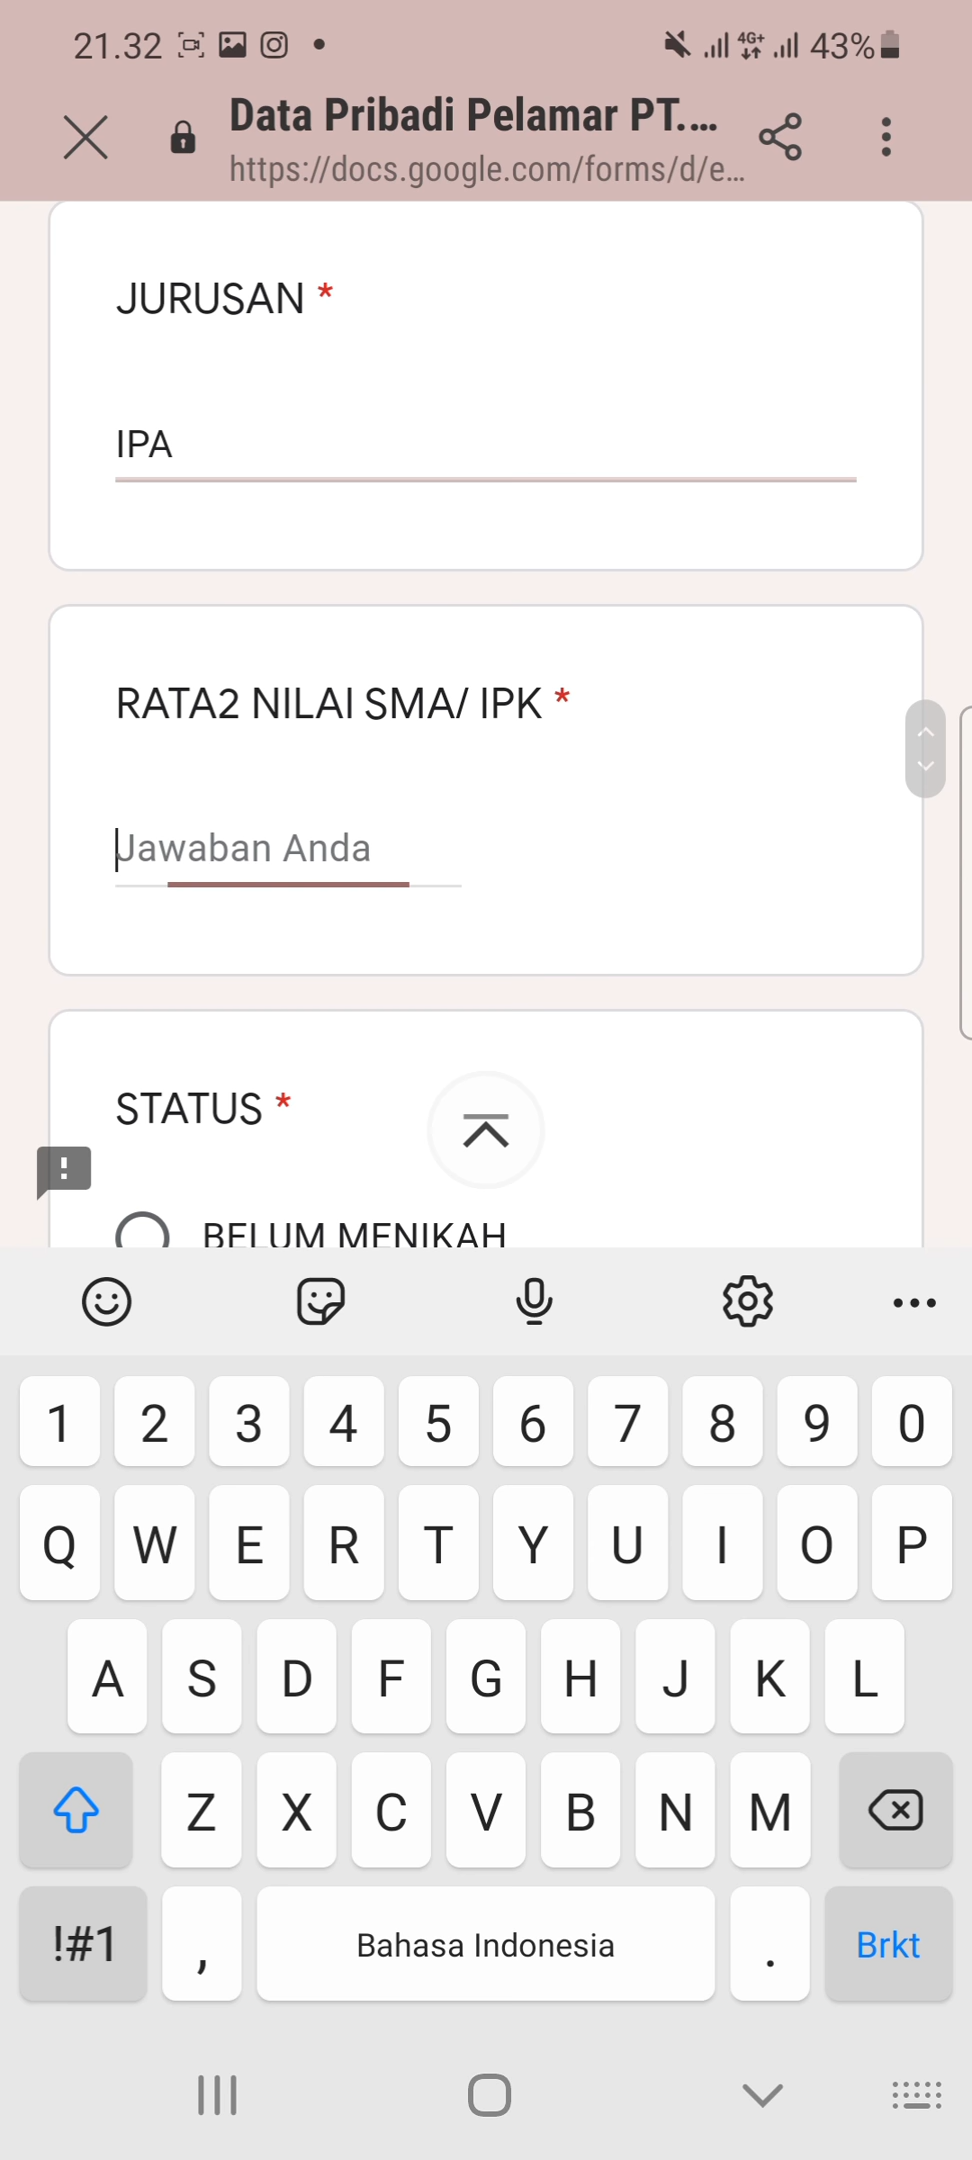 21.32
4G+
43%
Data Pribadi Pelamar PT.…
https://docs.google.com/forms/d/e…
JURUSAN *
IPA
RATA2 NILAI SMA/ IPK *
Jawaban Anda
STATUS *
BELUM MENIKAH
1 2 3 4 5 6 7 8 9 0
Q W E R T Y U I O P
A S D F G H J K L
Z X C V B N M
!#1 , Bahasa Indonesia . Brkt